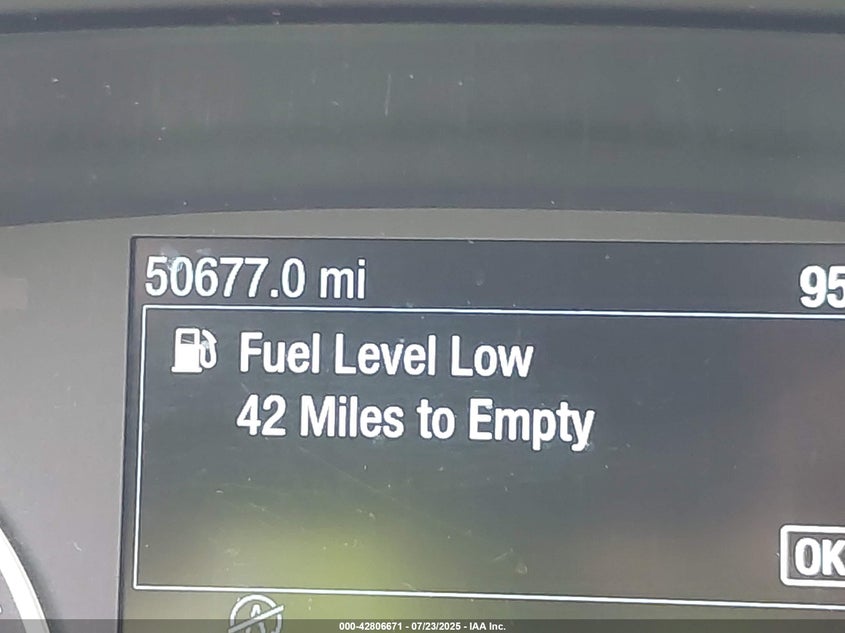 50677.0 mi 95
Fuel Level Low
42 Miles to Empty
OK
000-42806671 - 07/23/2025 - IAA Inc.